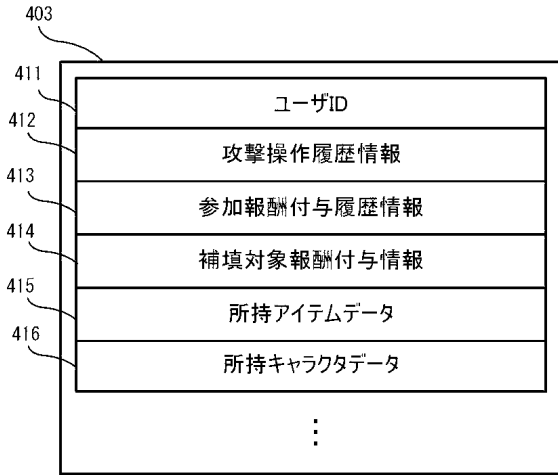 403
411
ユーザID
412
攻撃操作履歴情報
413
参加報酬付与履歴情報
414
補填対象報酬付与情報
415
所持アイテムデータ
416
所持キャラクタデータ
⋮